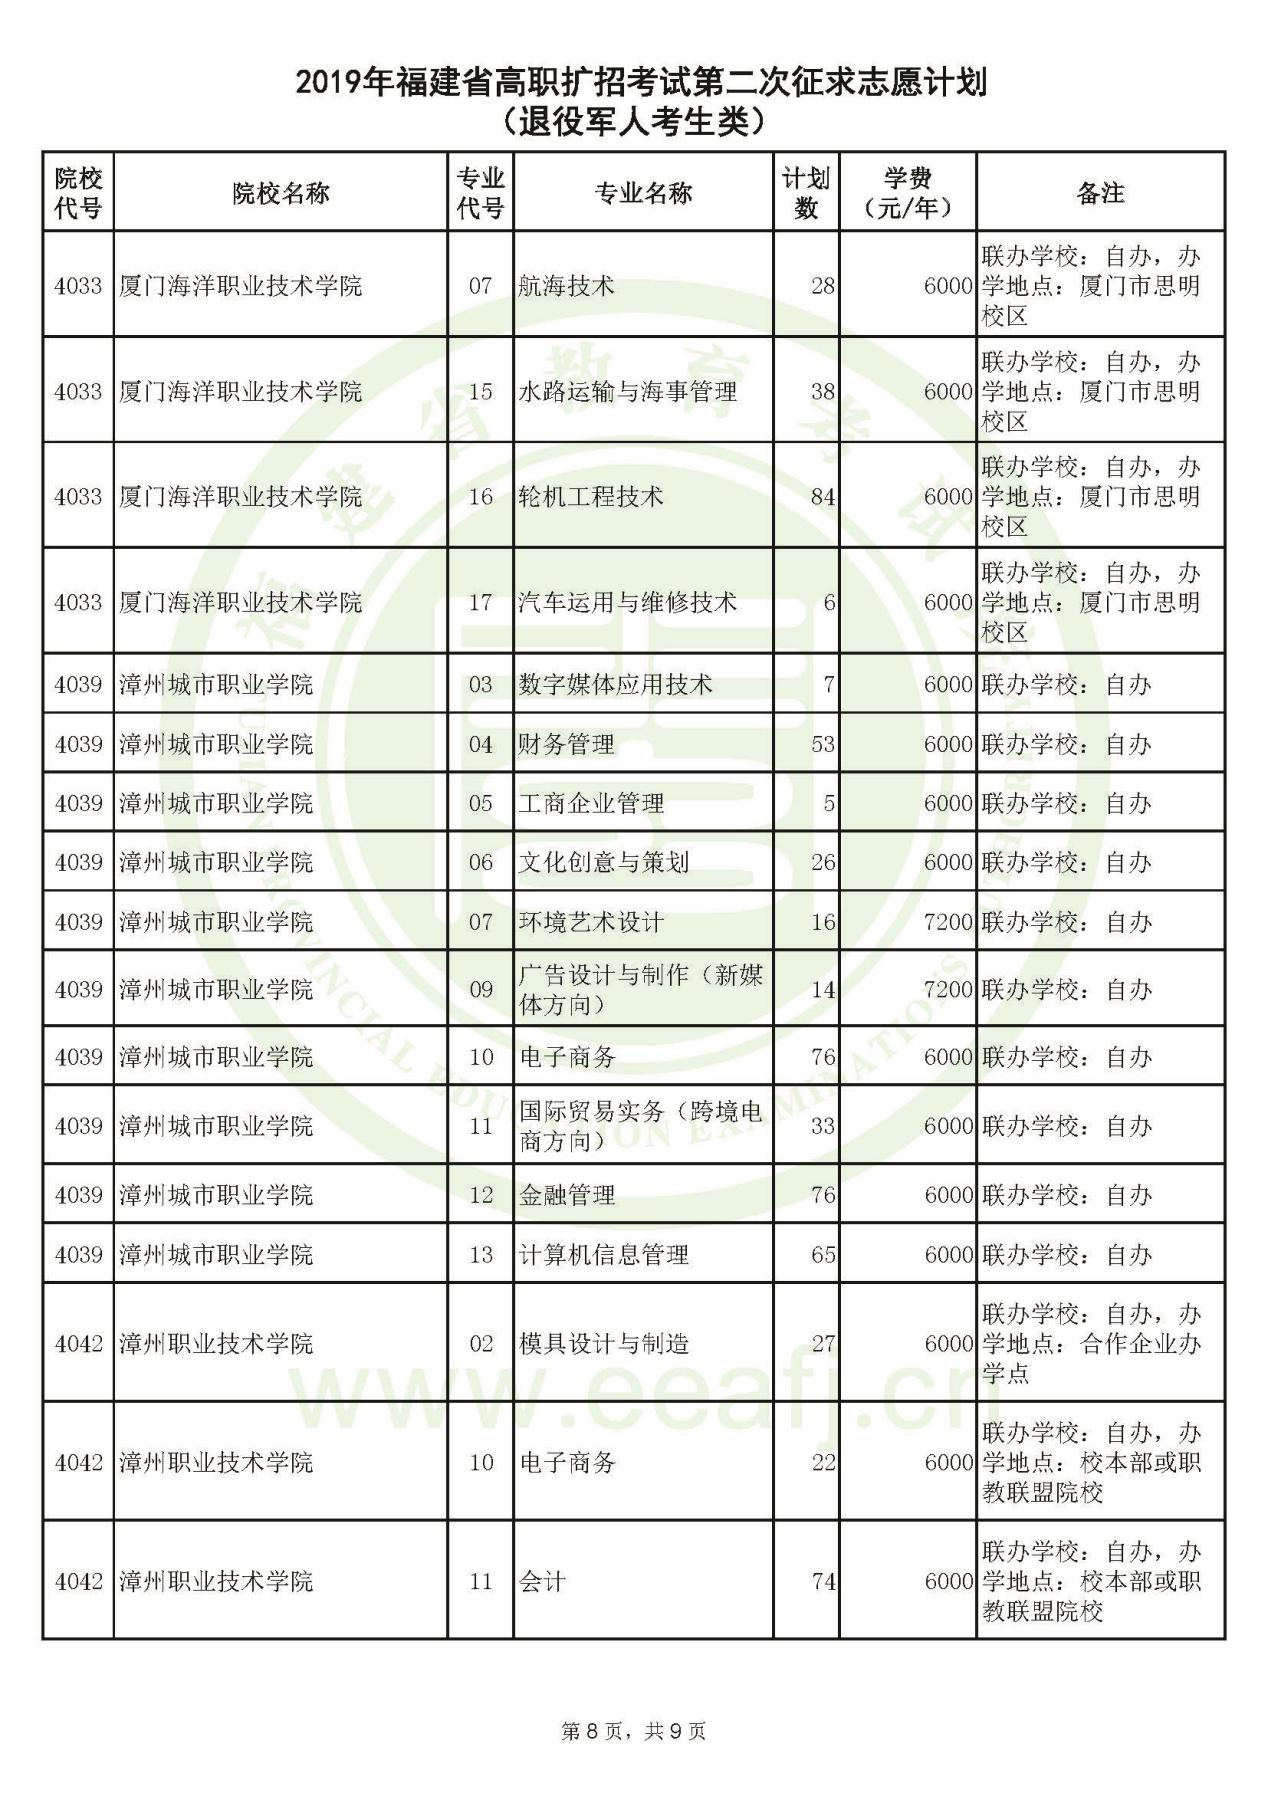 2019年福建省高职扩招考试第二次征求志愿计划
（退役军人考生类）
院校代号 院校名称 专业代号 专业名称 计划数 学费（元/年） 备注
4033 厦门海洋职业技术学院 07 航海技术 28 6000 联办学校：自办，办学地点：厦门市思明校区
4033 厦门海洋职业技术学院 15 水路运输与海事管理 38 6000 联办学校：自办，办学地点：厦门市思明校区
4033 厦门海洋职业技术学院 16 轮机工程技术 84 6000 联办学校：自办，办学地点：厦门市思明校区
4033 厦门海洋职业技术学院 17 汽车运用与维修技术 6 6000 联办学校：自办，办学地点：厦门市思明校区
4039 漳州城市职业学院 03 数字媒体应用技术 7 6000 联办学校：自办
4039 漳州城市职业学院 04 财务管理 53 6000 联办学校：自办
4039 漳州城市职业学院 05 工商企业管理 5 6000 联办学校：自办
4039 漳州城市职业学院 06 文化创意与策划 26 6000 联办学校：自办
4039 漳州城市职业学院 07 环境艺术设计 16 7200 联办学校：自办
4039 漳州城市职业学院 09 广告设计与制作（新媒体方向） 14 7200 联办学校：自办
4039 漳州城市职业学院 10 电子商务 76 6000 联办学校：自办
4039 漳州城市职业学院 11 国际贸易实务（跨境电商方向） 33 6000 联办学校：自办
4039 漳州城市职业学院 12 金融管理 76 6000 联办学校：自办
4039 漳州城市职业学院 13 计算机信息管理 65 6000 联办学校：自办
4042 漳州职业技术学院 02 模具设计与制造 27 6000 联办学校：自办，办学地点：合作企业办学点
4042 漳州职业技术学院 10 电子商务 22 6000 联办学校：自办，办学地点：校本部或职教联盟院校
4042 漳州职业技术学院 11 会计 74 6000 联办学校：自办，办学地点：校本部或职教联盟院校
www.eeafj.cn
第 8 页，共 9 页